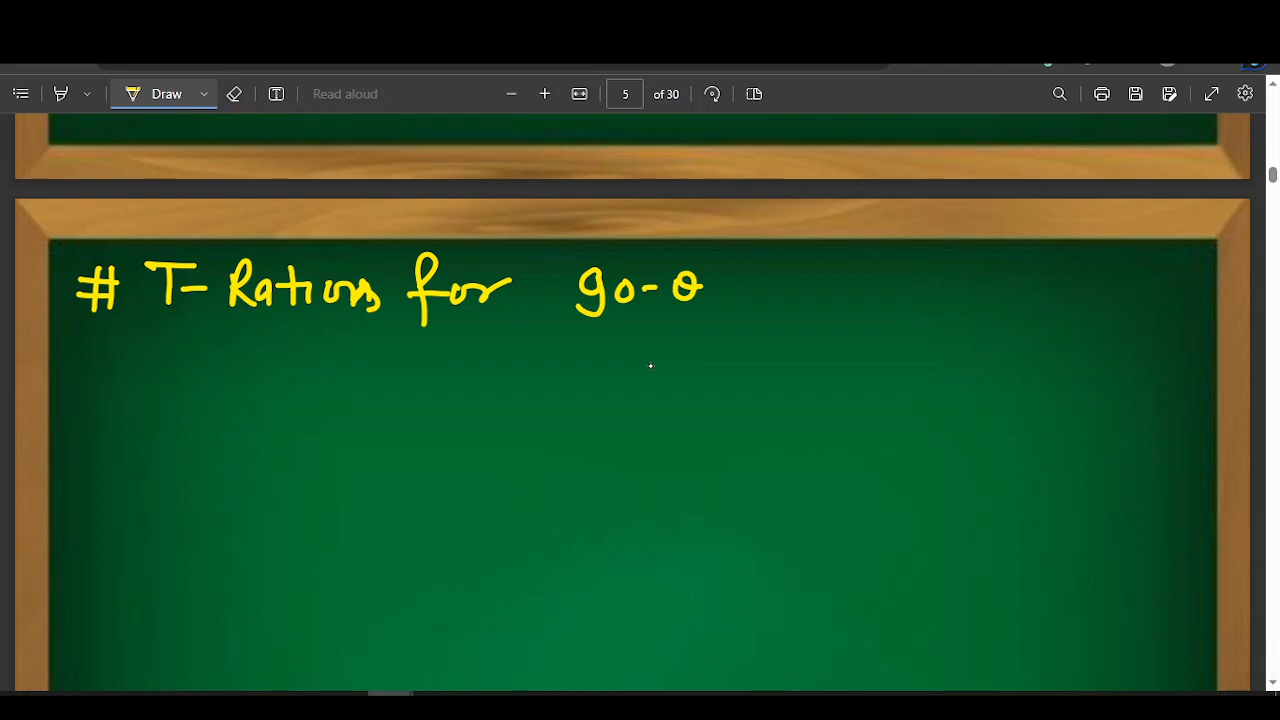 Draw Read aloud 5 of 30
# T-Ratios for 90-θ